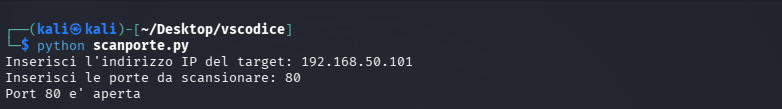 ┌──(kali㉿kali)-[~/Desktop/vscodice]
└─$ python scanporte.py
Inserisci l'indirizzo IP del target: 192.168.50.101
Inserisci le porte da scansionare: 80
Port 80 e' aperta